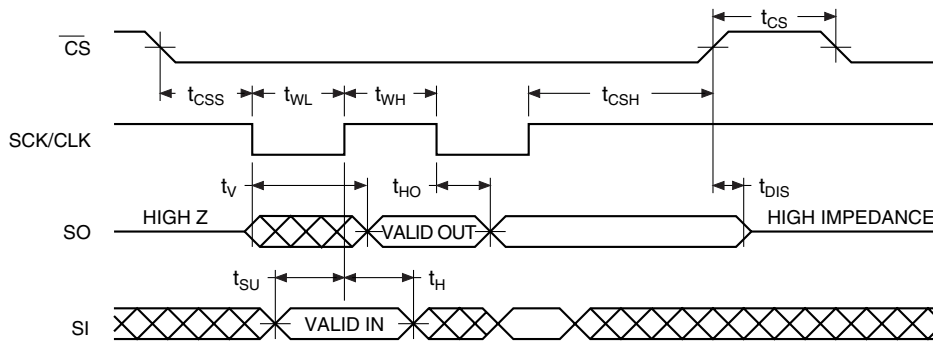 t_CS
C̅S̅
t_CSS t_WL t_WH t_CSH
SCK/CLK
t_V t_HO t_DIS
HIGH Z VALID OUT HIGH IMPEDANCE
SO
t_SU t_H
SI VALID IN